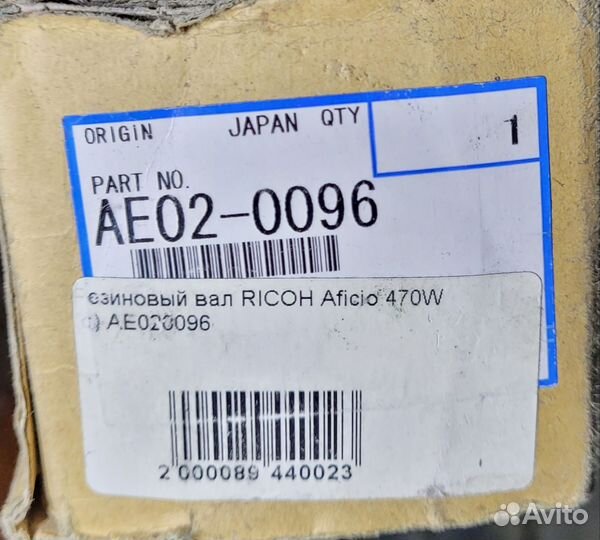 ORIGIN JAPAN QTY 1
PART NO.
AE02-0096
езиновый вал RICOH Aficio 470W
) AE020096
2 000089 440023
Avito